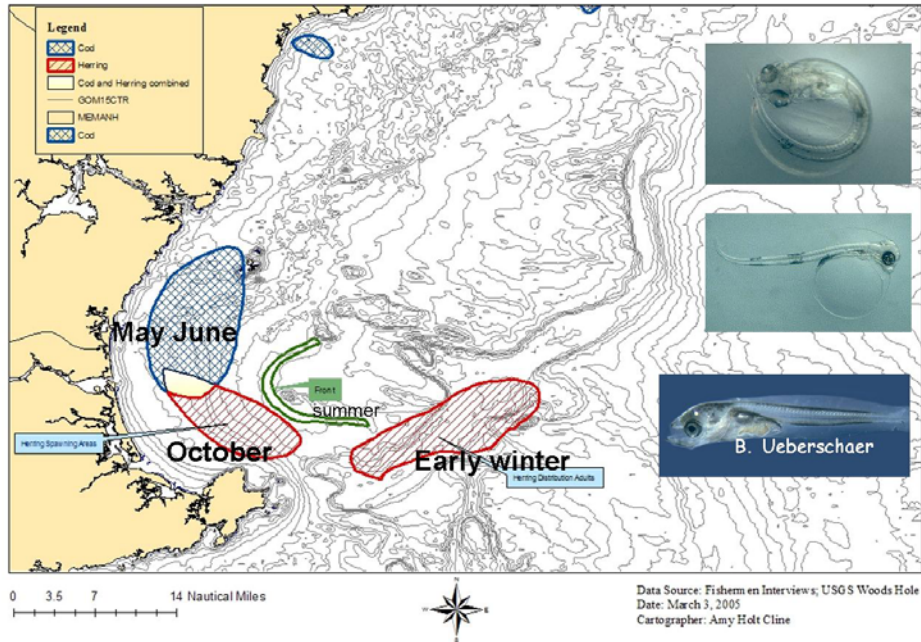 Legend
Cod
Herring
Cod and Herring combined
GOM15CTR
MEMANH
Cod
May June
Front
summer
Herring Spawning Areas
October
Early winter
Herring Distribution Adults
B. Ueberschaer
0 3.5 7 14 Nautical Miles
N
W E
S
Data Source: Fishermen Interviews; USGS Woods Hole
Date: March 3, 2005
Cartographer: Amy Holt Cline